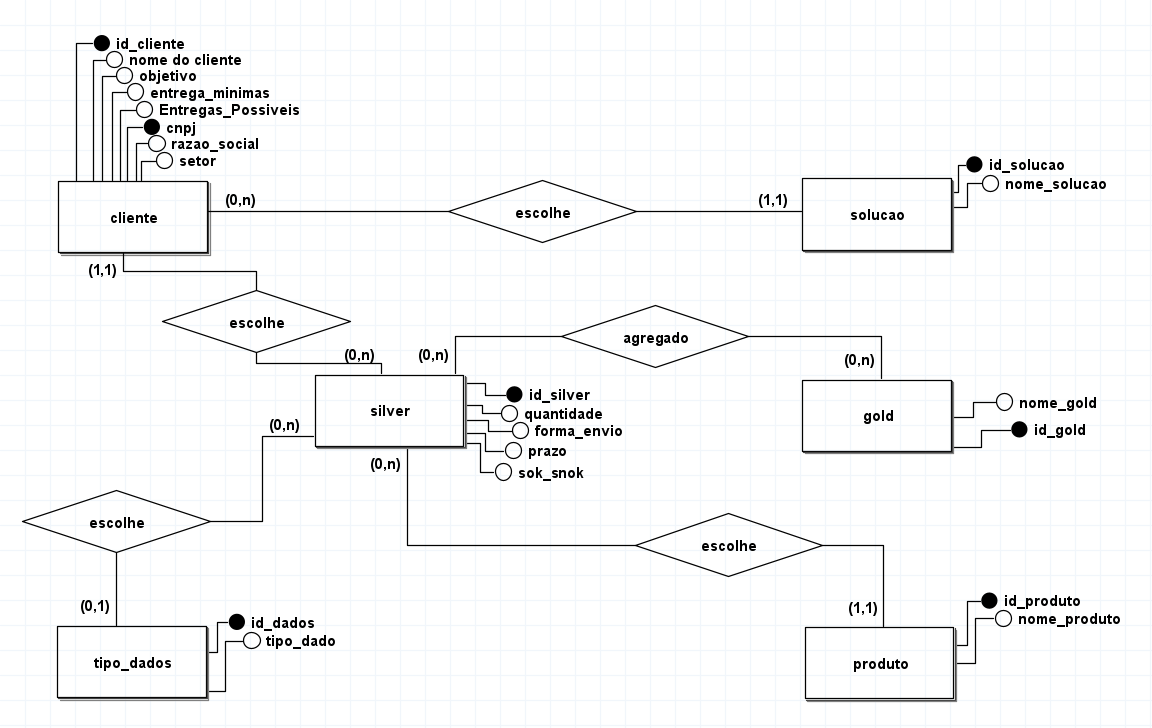 id_cliente
nome do cliente
objetivo
entrega_minimas
Entregas_Possiveis
cnpj
razao_social
setor
cliente
(0,n)
escolhe
(1,1)
solucao
id_solucao
nome_solucao
(1,1)
escolhe
(0,n)
(0,n)
agregado
(0,n)
silver
id_silver
quantidade
forma_envio
prazo
sok_snok
gold
nome_gold
id_gold
(0,n)
(0,n)
escolhe
escolhe
(0,1)
(1,1)
tipo_dados
id_dados
tipo_dado
produto
id_produto
nome_produto